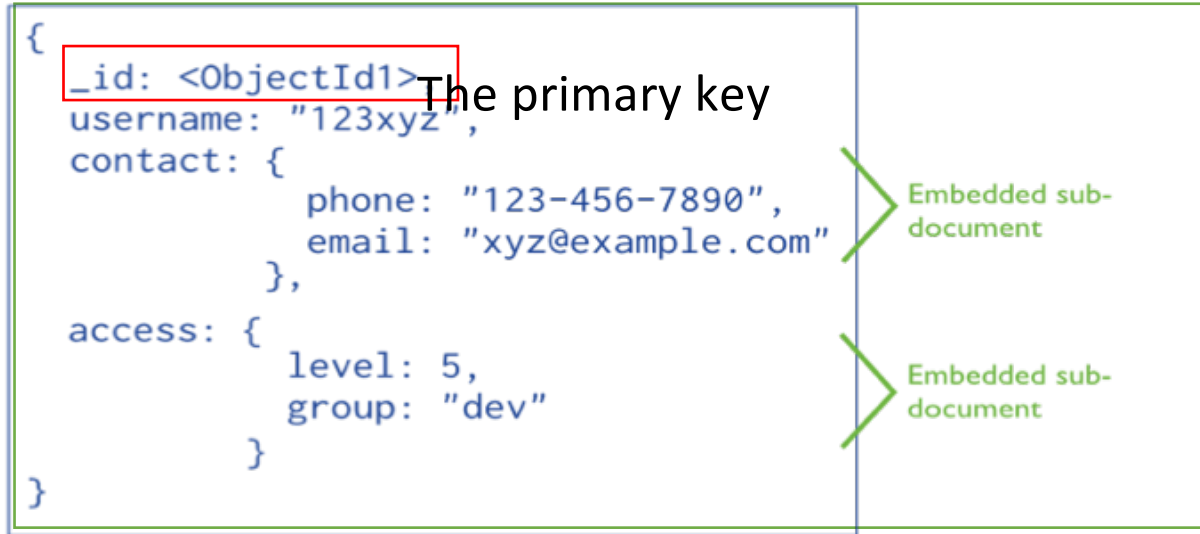 {
_id: <ObjectId1>
The primary key
username: "123xyz",
contact: {
phone: "123-456-7890",
email: "xyz@example.com"
},
Embedded sub-
document
access: {
level: 5,
group: "dev"
}
Embedded sub-
document
}